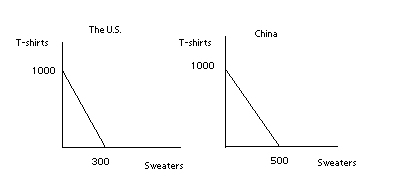 The U.S.
T-shirts
1000
300
Sweaters
China
T-shirts
1000
500
Sweaters